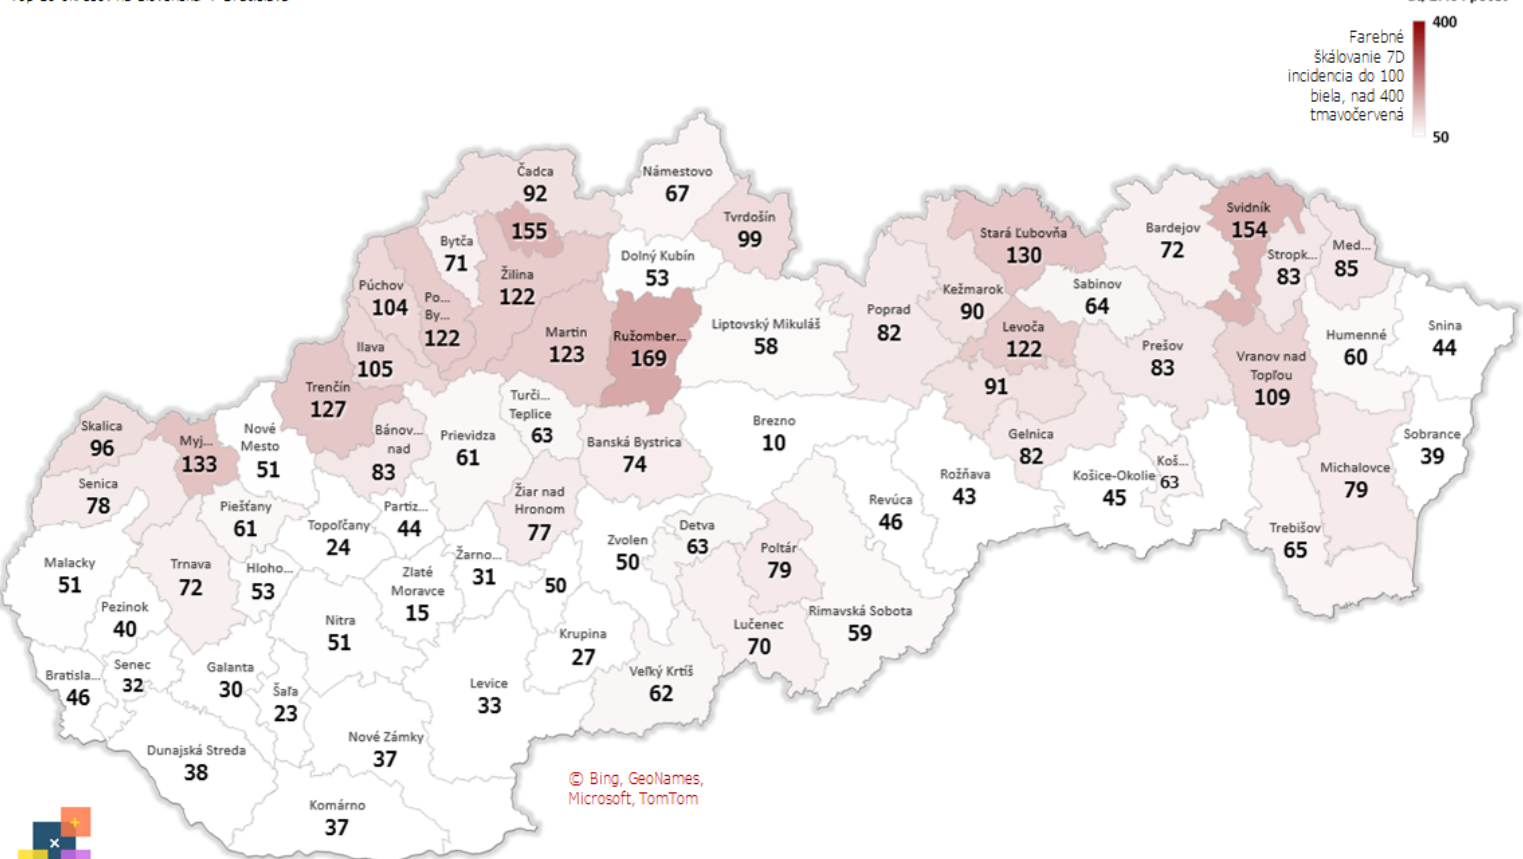 400
Farebné
škálovanie 7D
incidencia do 100
biela, nad 400
tmavočervená
50
Čadca
92
Námestovo
67
Tvrdošín
99
155
Bytča
71
Dolný Kubín
53
Žilina
122
Púchov
104
Po...
By...
122
Martin
123
Ružomber...
169
Liptovský Mikuláš
58
Ilava
105
Trenčín
127
Poprad
82
Kežmarok
90
Stará Ľubovňa
130
Sabinov
64
Bardejov
72
Svidník
154
Stropk...
83
Med...
85
Levoča
122
91
Prešov
83
Vranov nad
Topľou
109
Humenné
60
Snina
44
Skalica
96
Myj...
133
Nové
Mesto
51
Bánov...
nad
83
Prievidza
61
Turči...
Teplice
63
Banská Bystrica
74
Brezno
10
Gelnica
82
Rožňava
43
Košice-Okolie
45
Koš...
63
Michalovce
79
Sobrance
39
Senica
78
Piešťany
61
Topoľčany
24
Partiz...
44
Žiar nad
Hronom
77
Zvolen
50
Detva
63
Poltár
79
Revúca
46
Trebišov
65
Malacky
51
Trnava
72
Hloho...
53
Zlaté
Moravce
15
Žarno...
31
50
Pezinok
40
Nitra
51
Krupina
27
Lučenec
70
Rimavská Sobota
59
Bratisla...
46
Senec
32
Galanta
30
Šaľa
23
Levice
33
Veľký Krtíš
62
Dunajská Streda
38
Nové Zámky
37
Komárno
37
© Bing, GeoNames,
Microsoft, TomTom